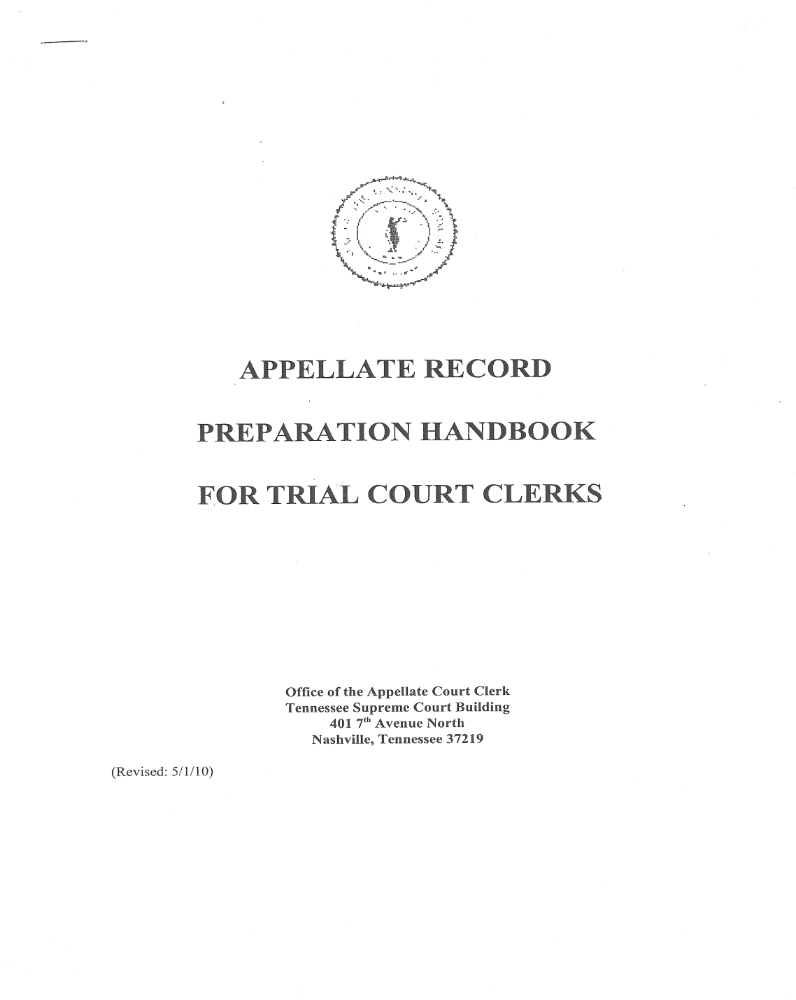 APPELLATE RECORD
PREPARATION HANDBOOK
FOR TRIAL COURT CLERKS
Office of the Appellate Court Clerk
Tennessee Supreme Court Building
401 7th Avenue North
Nashville, Tennessee 37219
(Revised: 5/1/10)